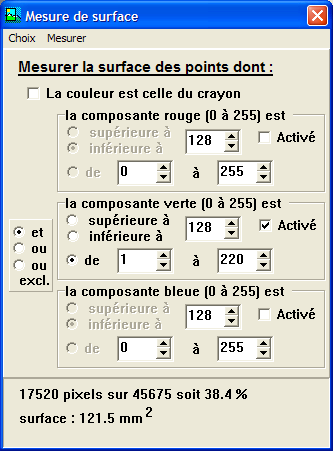 Mesure de surface
Choix Mesurer
Mesurer la surface des points dont :
La couleur est celle du crayon
la composante rouge (0 à 255) est
supérieure à
inférieure à
128
Activé
de 0 à 255
la composante verte (0 à 255) est
supérieure à
inférieure à
128
Activé
de 1 à 220
et
ou
ou
excl.
la composante bleue (0 à 255) est
supérieure à
inférieure à
128
Activé
de 0 à 255
17520 pixels sur 45675 soit 38.4 %
surface : 121.5 mm2